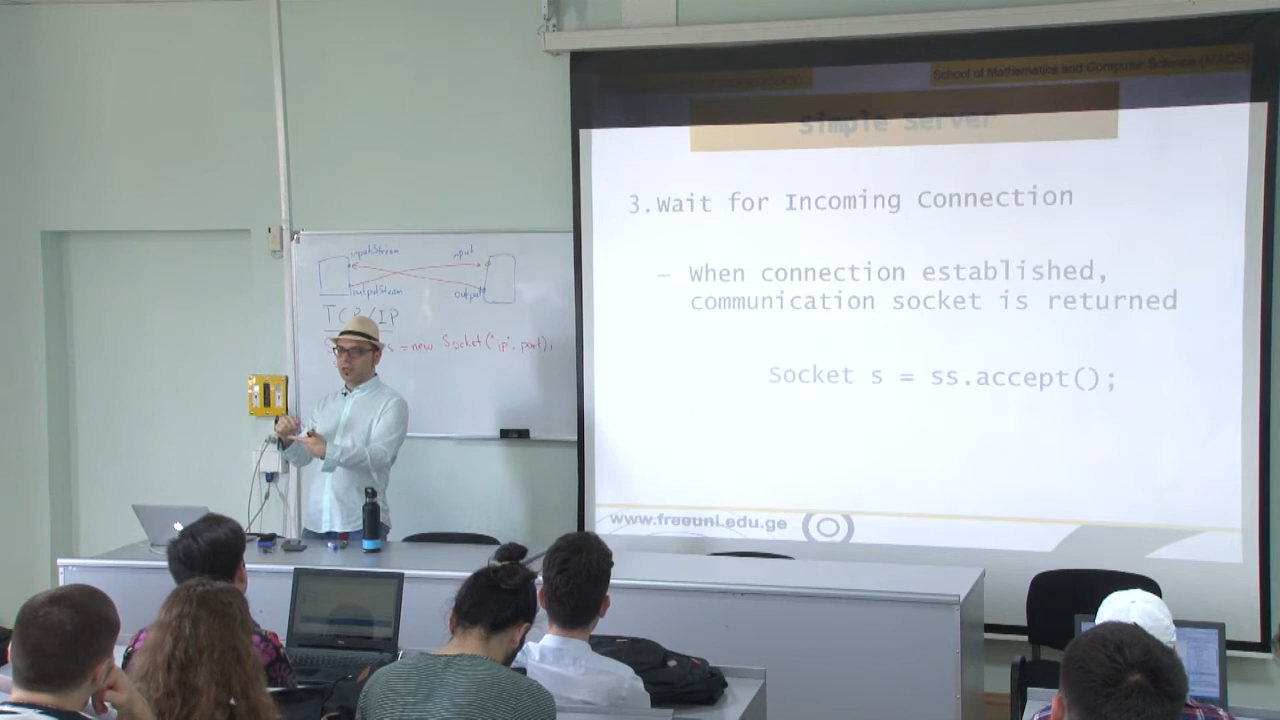 School of Mathematics and Computer Science (MACS)
Simple Server
3.Wait for Incoming Connection
– When connection established,
communication socket is returned
Socket s = ss.accept();
www.freeuni.edu.ge
inputStream
input
outputStream
output
TCP/IP
s = new Socket("ip", port);